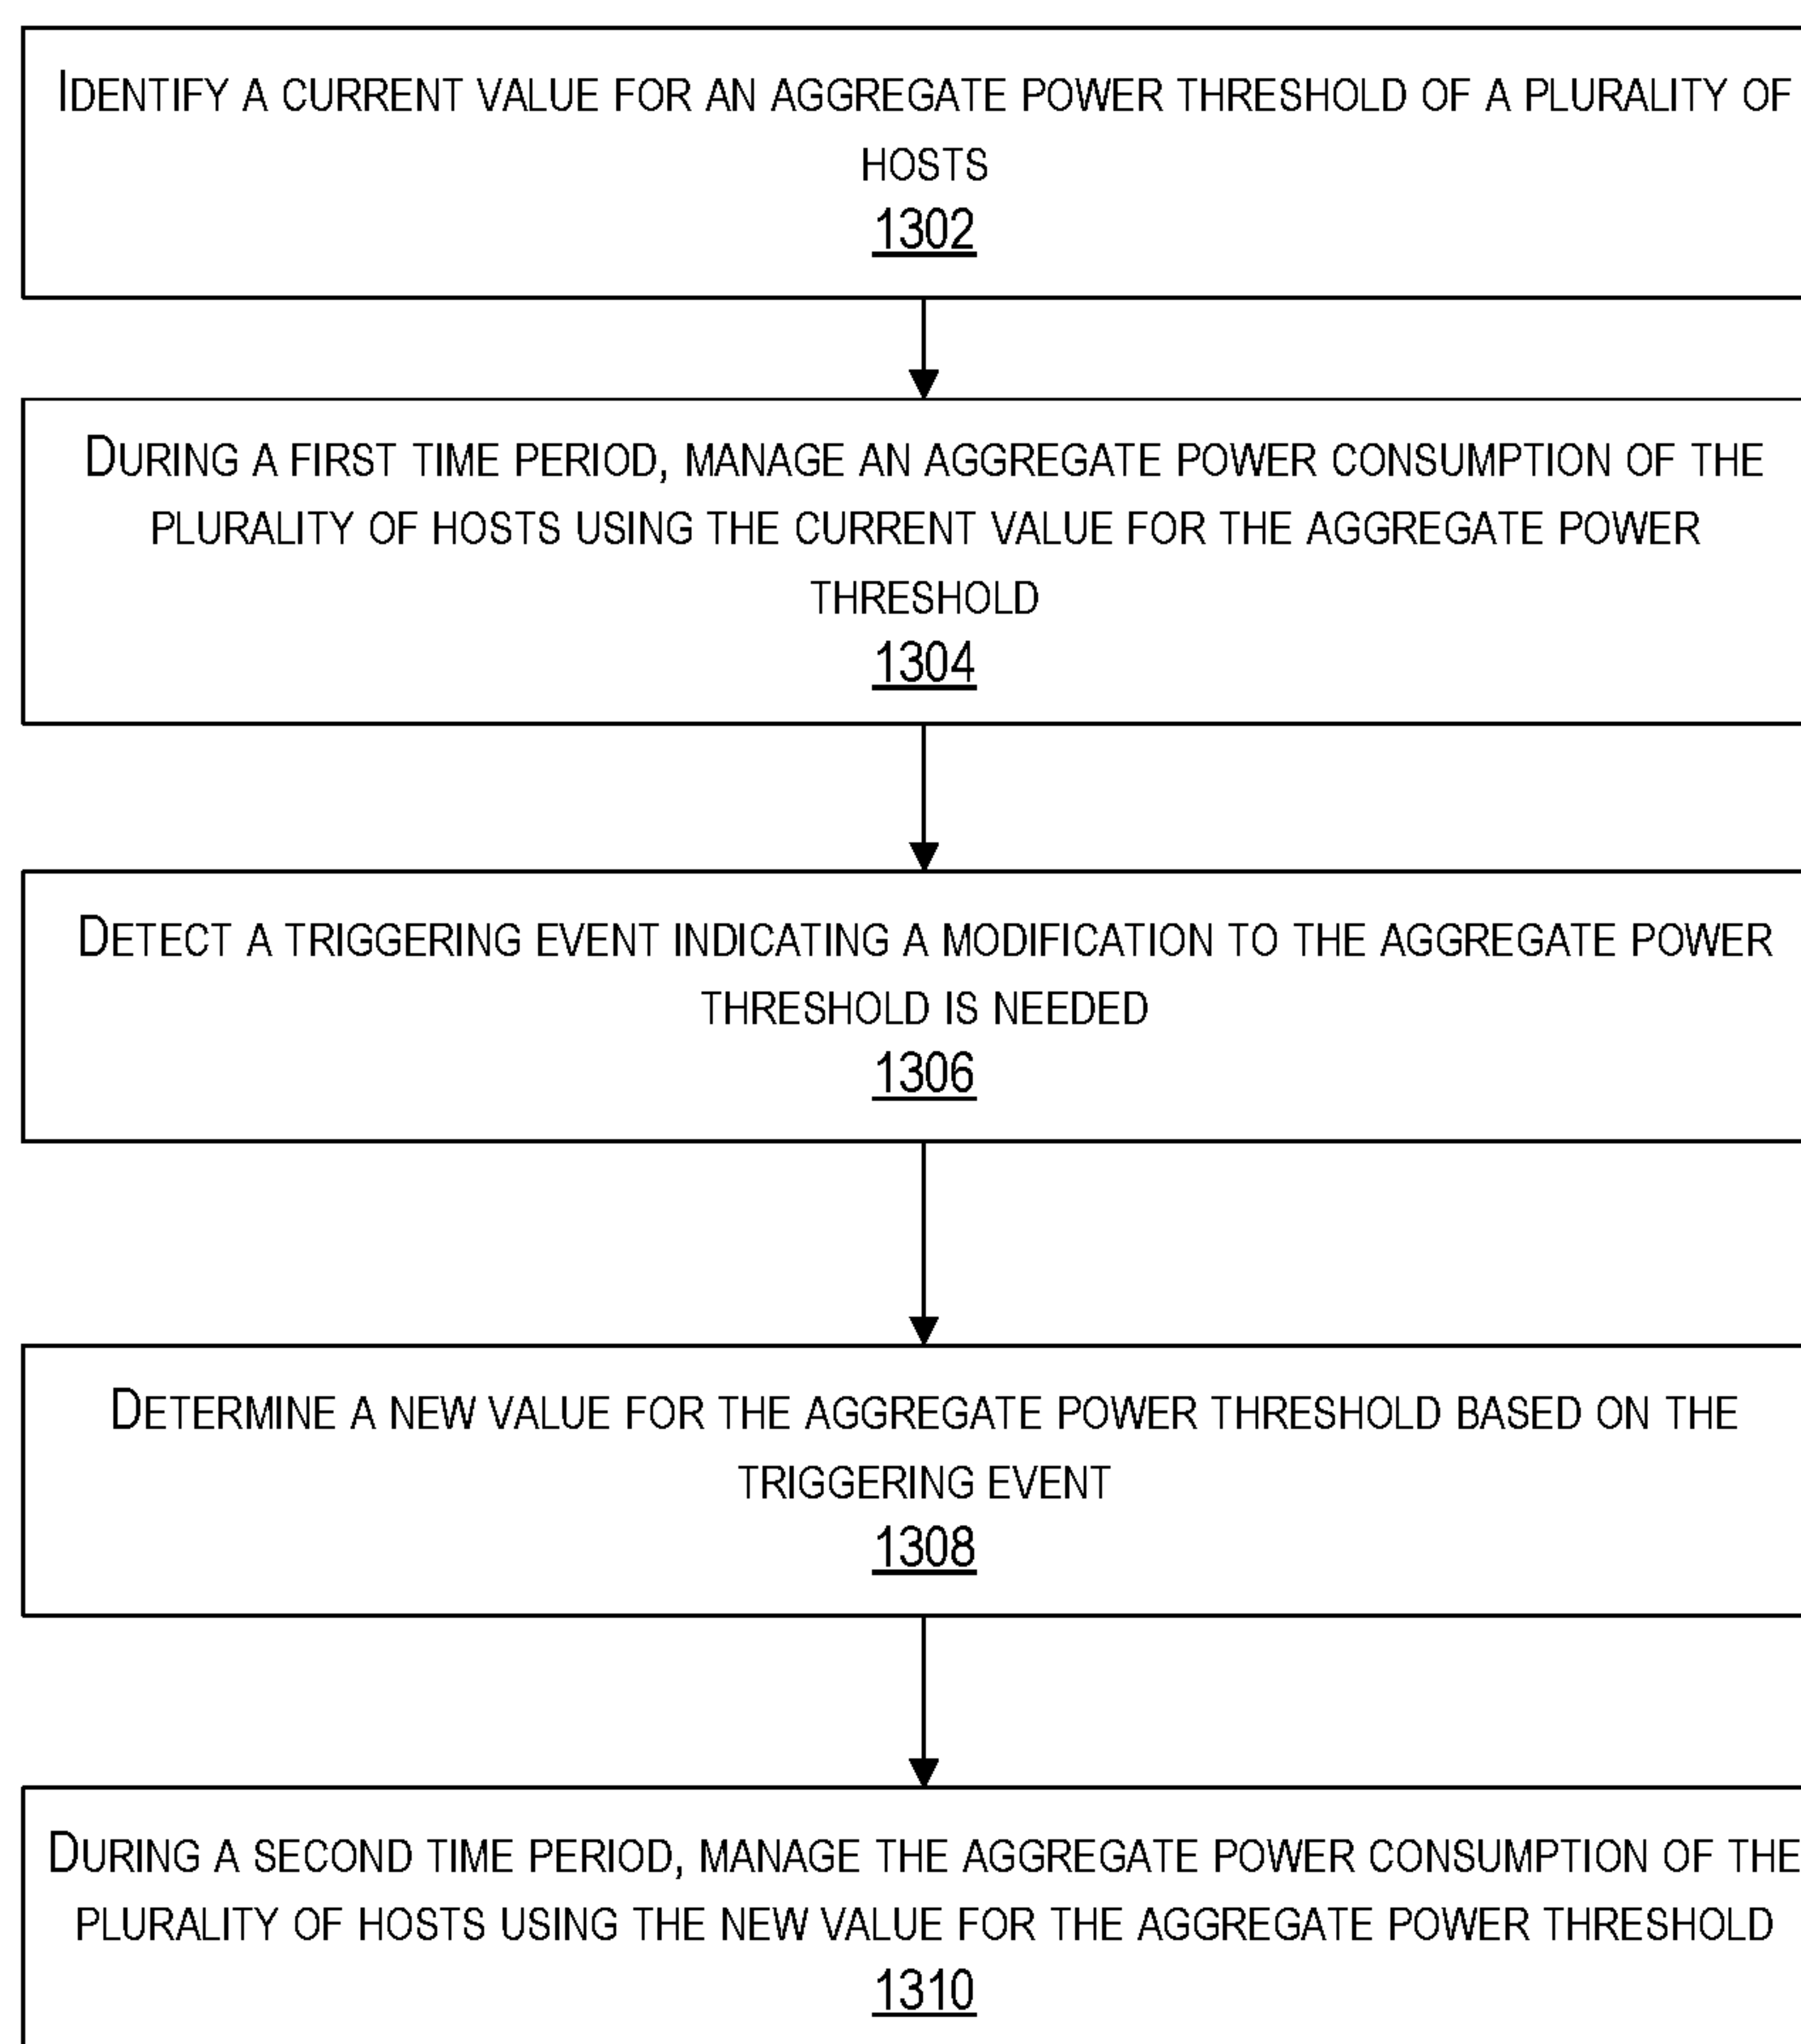 IDENTIFY A CURRENT VALUE FOR AN AGGREGATE POWER THRESHOLD OF A PLURALITY OF
HOSTS
1302
DURING A FIRST TIME PERIOD, MANAGE AN AGGREGATE POWER CONSUMPTION OF THE
PLURALITY OF HOSTS USING THE CURRENT VALUE FOR THE AGGREGATE POWER
THRESHOLD
1304
DETECT A TRIGGERING EVENT INDICATING A MODIFICATION TO THE AGGREGATE POWER
THRESHOLD IS NEEDED
1306
DETERMINE A NEW VALUE FOR THE AGGREGATE POWER THRESHOLD BASED ON THE
TRIGGERING EVENT
1308
DURING A SECOND TIME PERIOD, MANAGE THE AGGREGATE POWER CONSUMPTION OF THE
PLURALITY OF HOSTS USING THE NEW VALUE FOR THE AGGREGATE POWER THRESHOLD
1310